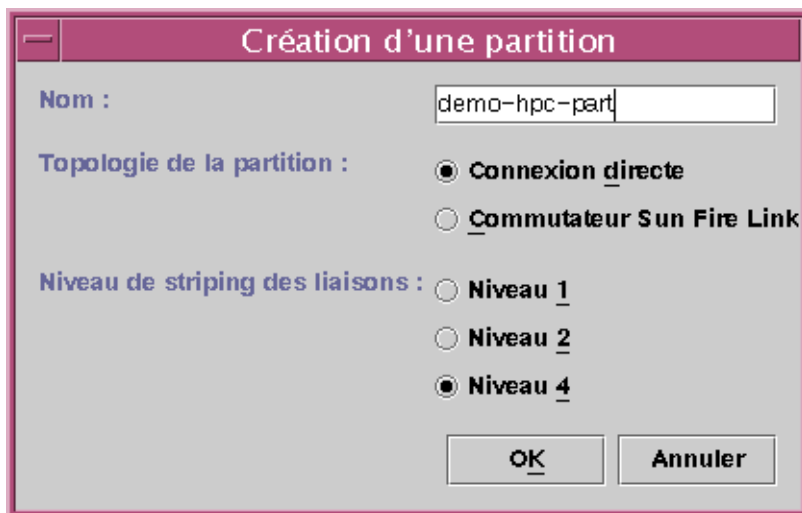 Création d'une partition
Nom : demo-hpc-part
Topologie de la partition : Connexion directe
Commutateur Sun Fire Link
Niveau de striping des liaisons : Niveau 1
Niveau 2
Niveau 4
OK Annuler